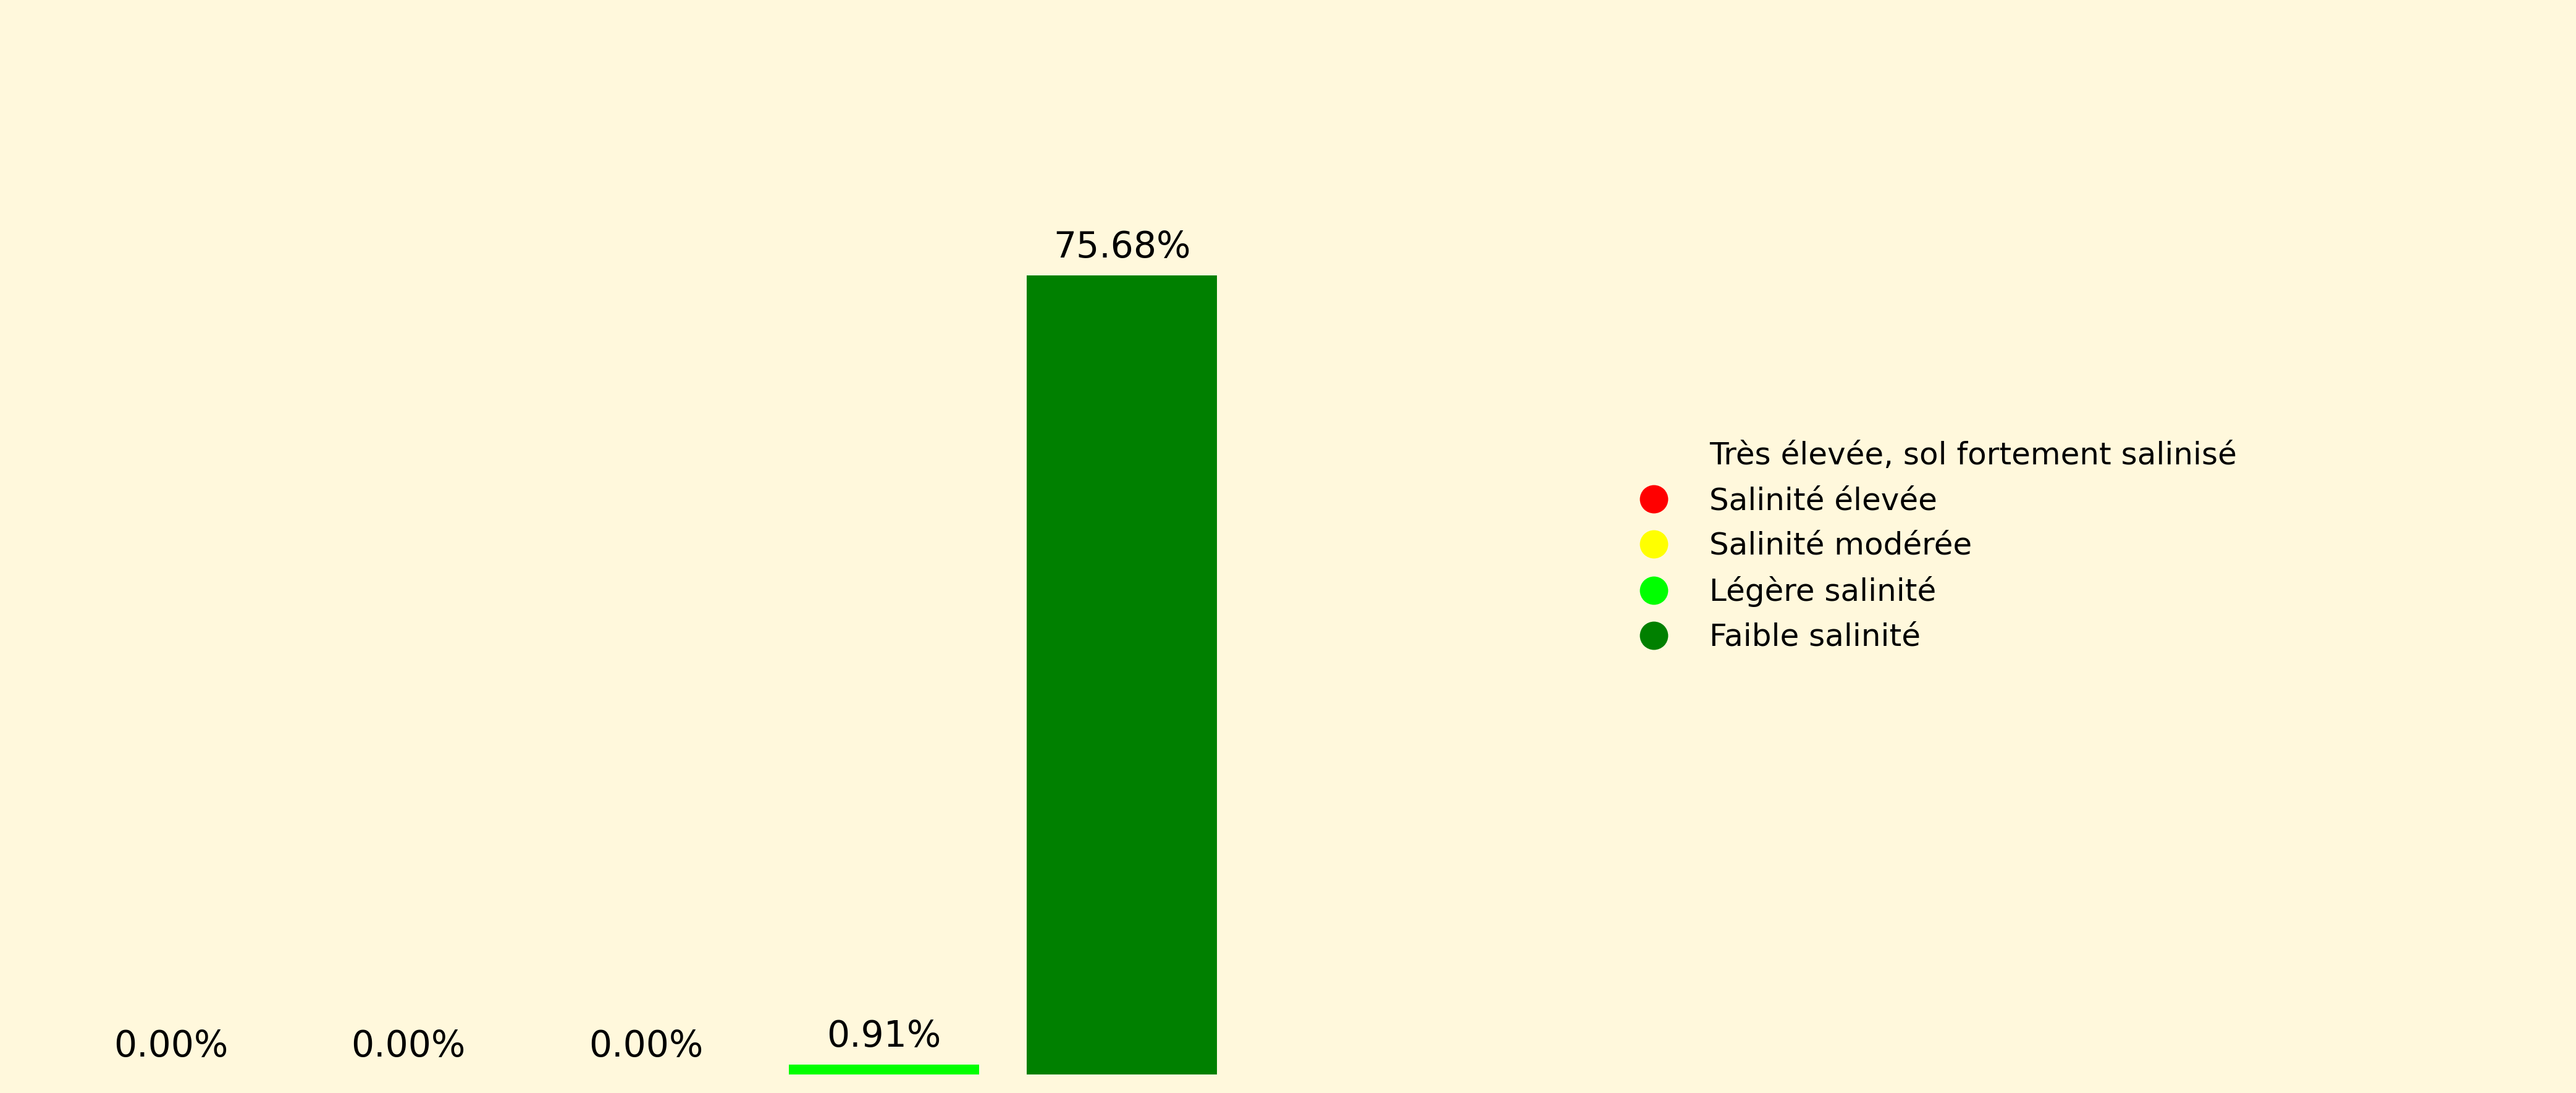 75.68%
0.00%
0.00%
0.00%
0.91%
Très élevée, sol fortement salinisé
Salinité élevée
Salinité modérée
Légère salinité
Faible salinité